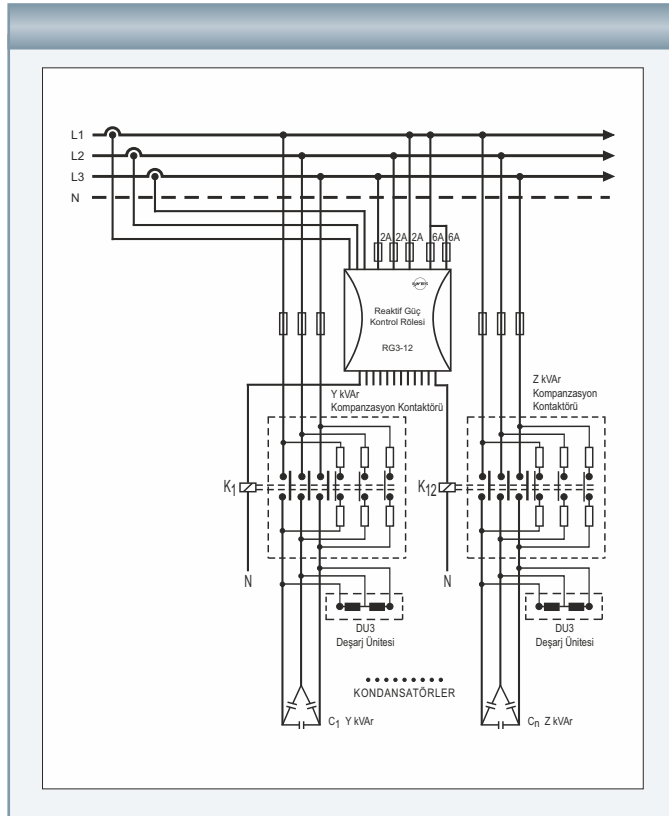 L1
L2
L3
N
2A 2A 2A 6A 6A
Reaktif Güç
Kontrol Rölesi
RG3-12
Y kVAr
Kompanzasyon Kontaktörü
Z kVAr
Kompanzasyon
Kontaktörü
K1
K12
N
N
DU3
Deşarj Ünitesi
DU3
Deşarj Ünitesi
KONDANSATÖRLER
C1 Y kVAr
Cn Z kVAr